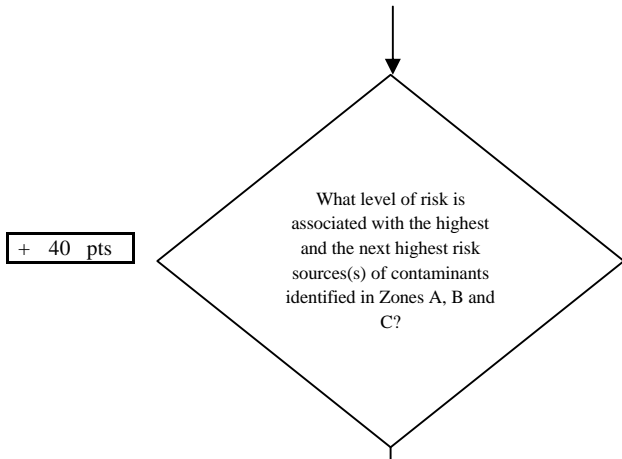 What level of risk is
associated with the highest
and the next highest risk
sources(s) of contaminants
identified in Zones A, B and
C?
+ 40 pts